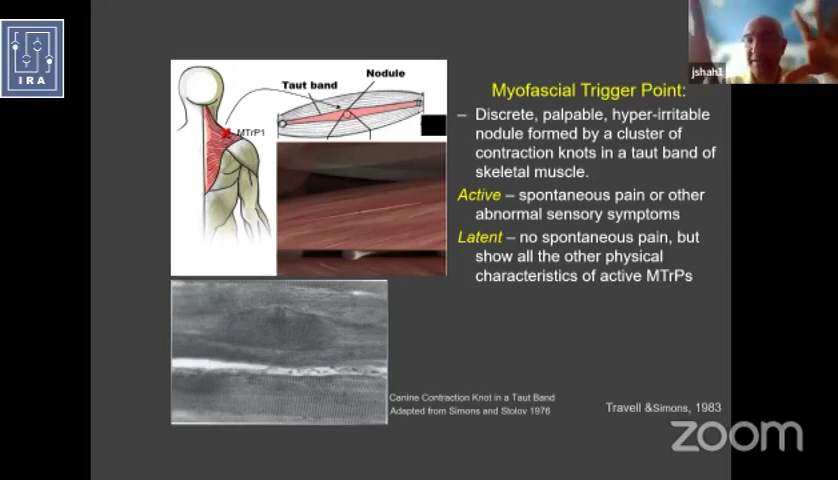 IRA
jshah1
Taut band
Nodule
MTrP1
Myofascial Trigger Point:
– Discrete, palpable, hyper-irritable
nodule formed by a cluster of
contraction knots in a taut band of
skeletal muscle.
Active – spontaneous pain or other
abnormal sensory symptoms
Latent – no spontaneous pain, but
show all the other physical
characteristics of active MTrPs
Canine Contraction Knot in a Taut Band
Adapted from Simons and Stolov 1976
Travell &Simons, 1983
zoom